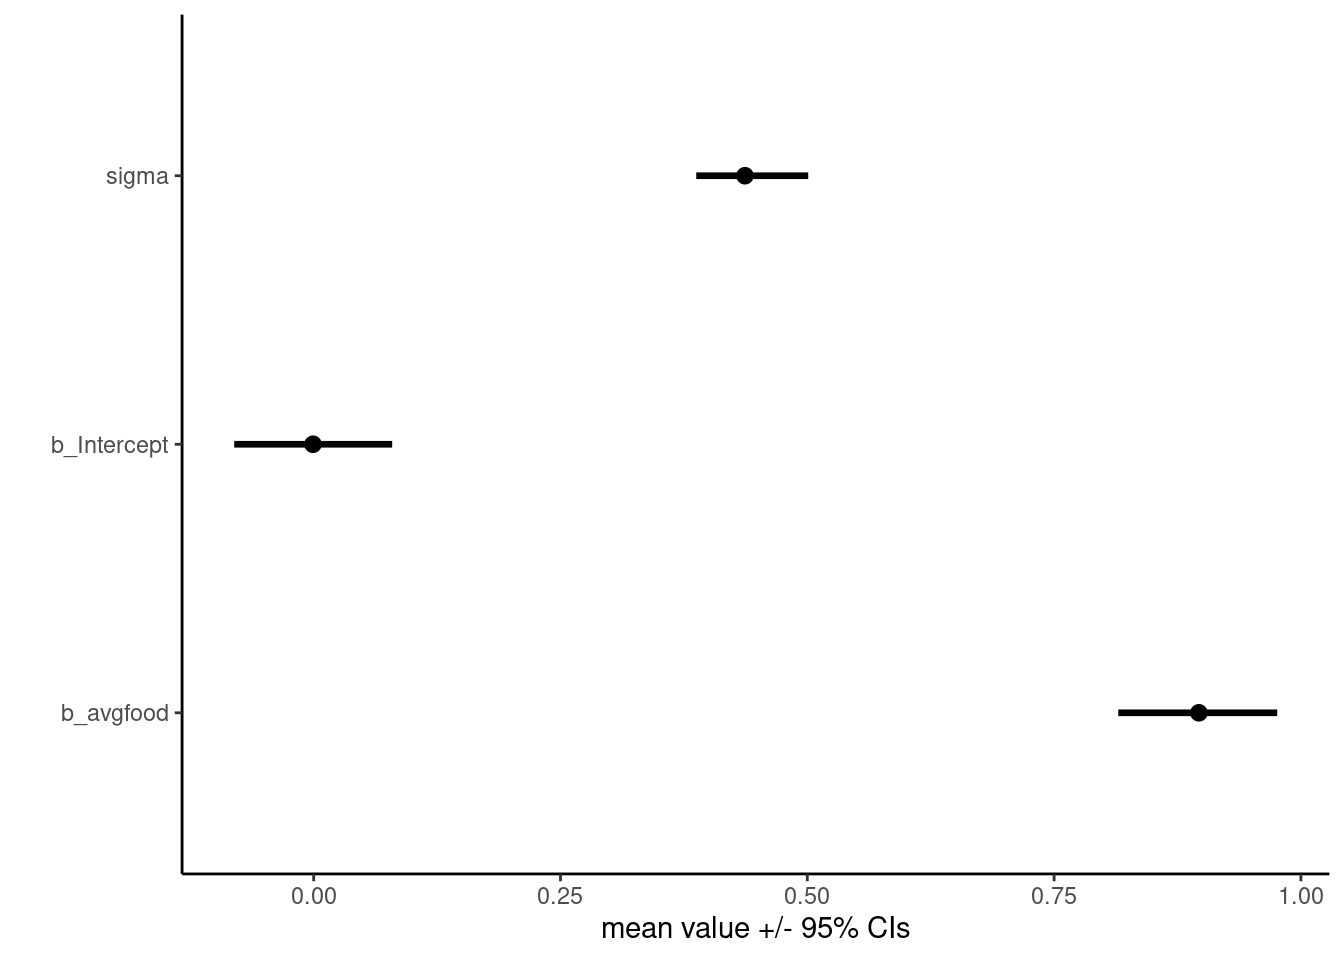 sigma
b_Intercept
b_avgfood
0.00 0.25 0.50 0.75 1.00
mean value +/- 95% CIs